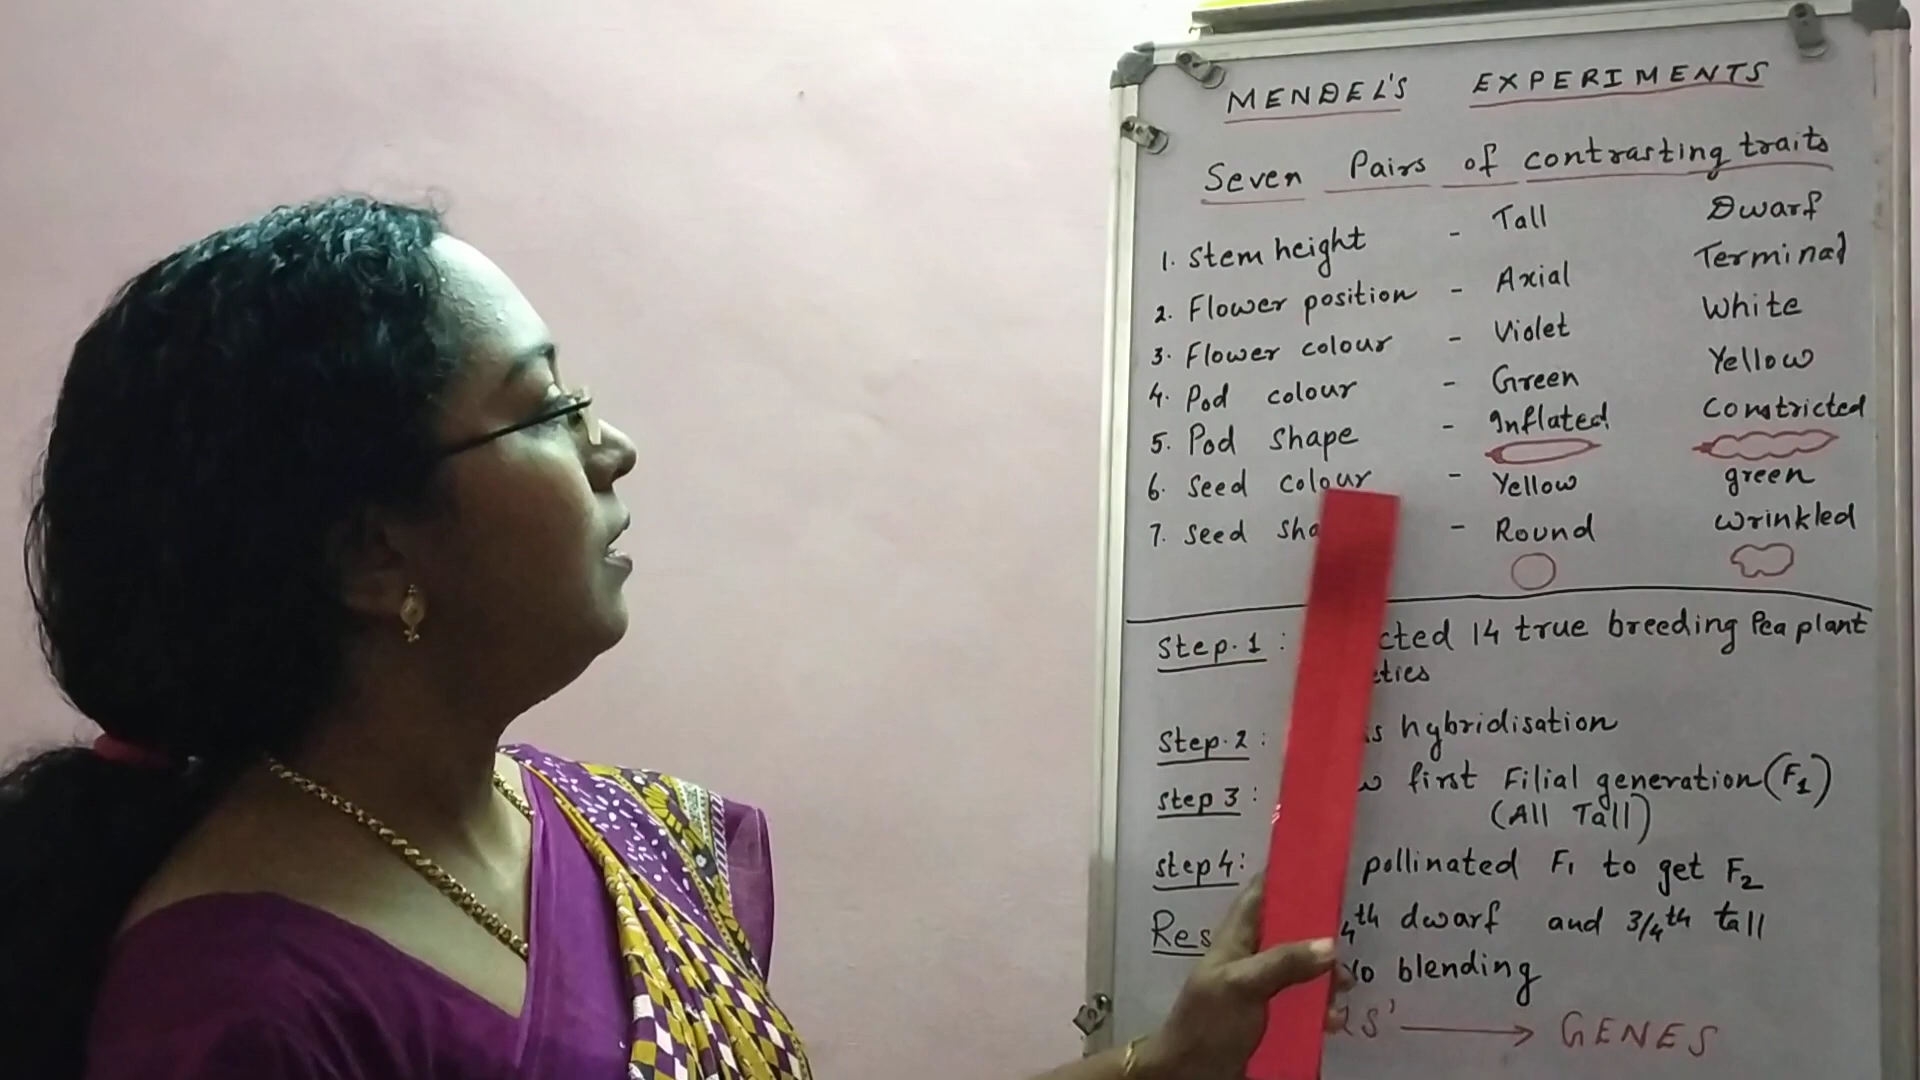 MENDEL'S EXPERIMENTS
Seven Pairs of contrasting traits
1. Stem height - Tall Dwarf
2. Flower position - Axial Terminal
3. Flower colour - Violet White
4. Pod colour - Green Yellow
5. Pod shape - Inflated Constricted
6. Seed colour - Yellow green
7. Seed - Round wrinkled
Step.1 : 14 true breeding Pea plant
Step.2 : hybridisation
Step 3 : first Filial generation (F1)
(All Tall)
Step 4: pollinated F1 to get F2
dwarf and 3/4th tall
blending
→ GENES